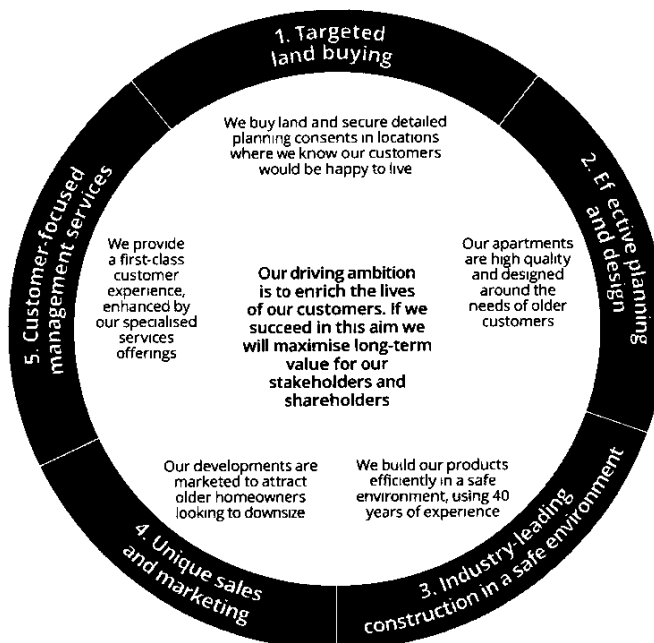 1. Targeted
land buying
We buy land and secure detailed
planning consents in locations
where we know our customers
would be happy to live
2. Ef ective planning
and design
Our apartments
are high quality
and designed
around the
needs of older
customers
3. Industry-leading
construction in a safe environment
We build our products
efficiently in a safe
environment, using 40
years of experience
4. Unique sales
and marketing
Our developments are
marketed to attract
older homeowners
looking to downsize
5. Customer-focused
management services
We provide
a first-class
customer
experience,
enhanced by
our specialised
services
offerings
Our driving ambition
is to enrich the lives
of our customers. If we
succeed in this aim we
will maximise long-term
value for our
stakeholders and
shareholders